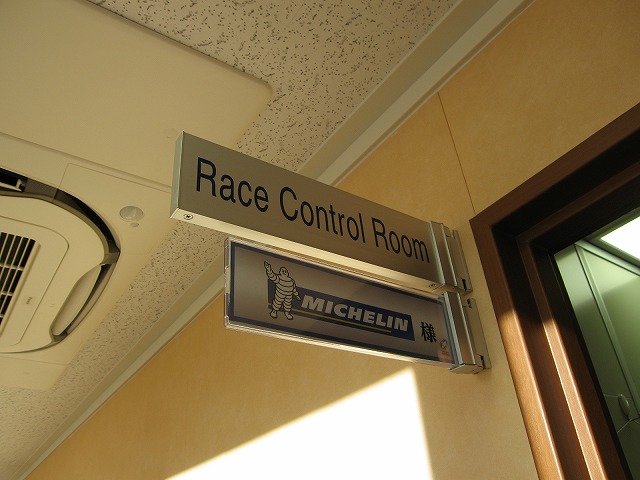 Race Control Room
MICHELIN 様